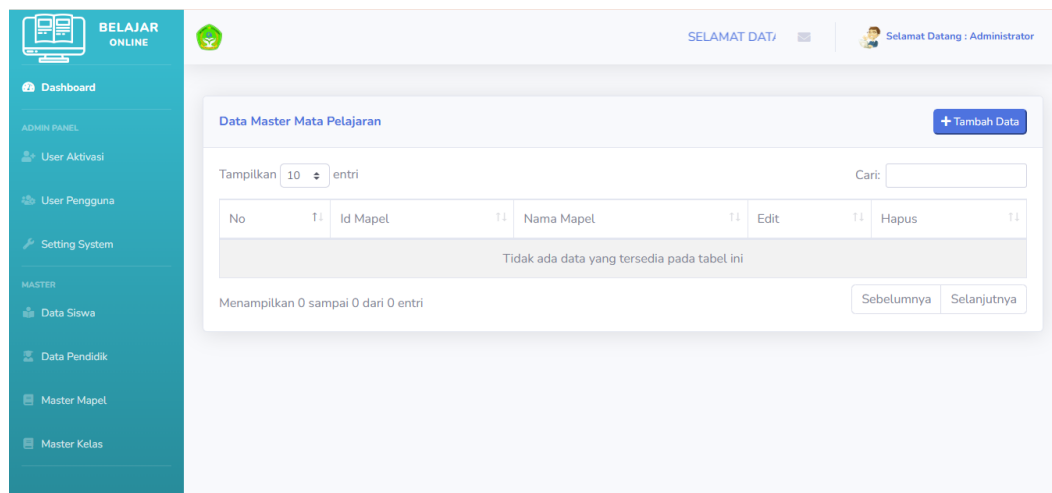 BELAJAR
ONLINE
SELAMAT DATA
Selamat Datang : Administrator
Dashboard
ADMIN PANEL
User Aktivasi
User Pengguna
Setting System
MASTER
Data Siswa
Data Pendidik
Master Mapel
Master Kelas
Data Master Mata Pelajaran
Tambah Data
Tampilkan 10 entri
Cari:
No Id Mapel Nama Mapel Edit Hapus
Tidak ada data yang tersedia pada tabel ini
Menampilkan 0 sampai 0 dari 0 entri
Sebelumnya Selanjutnya